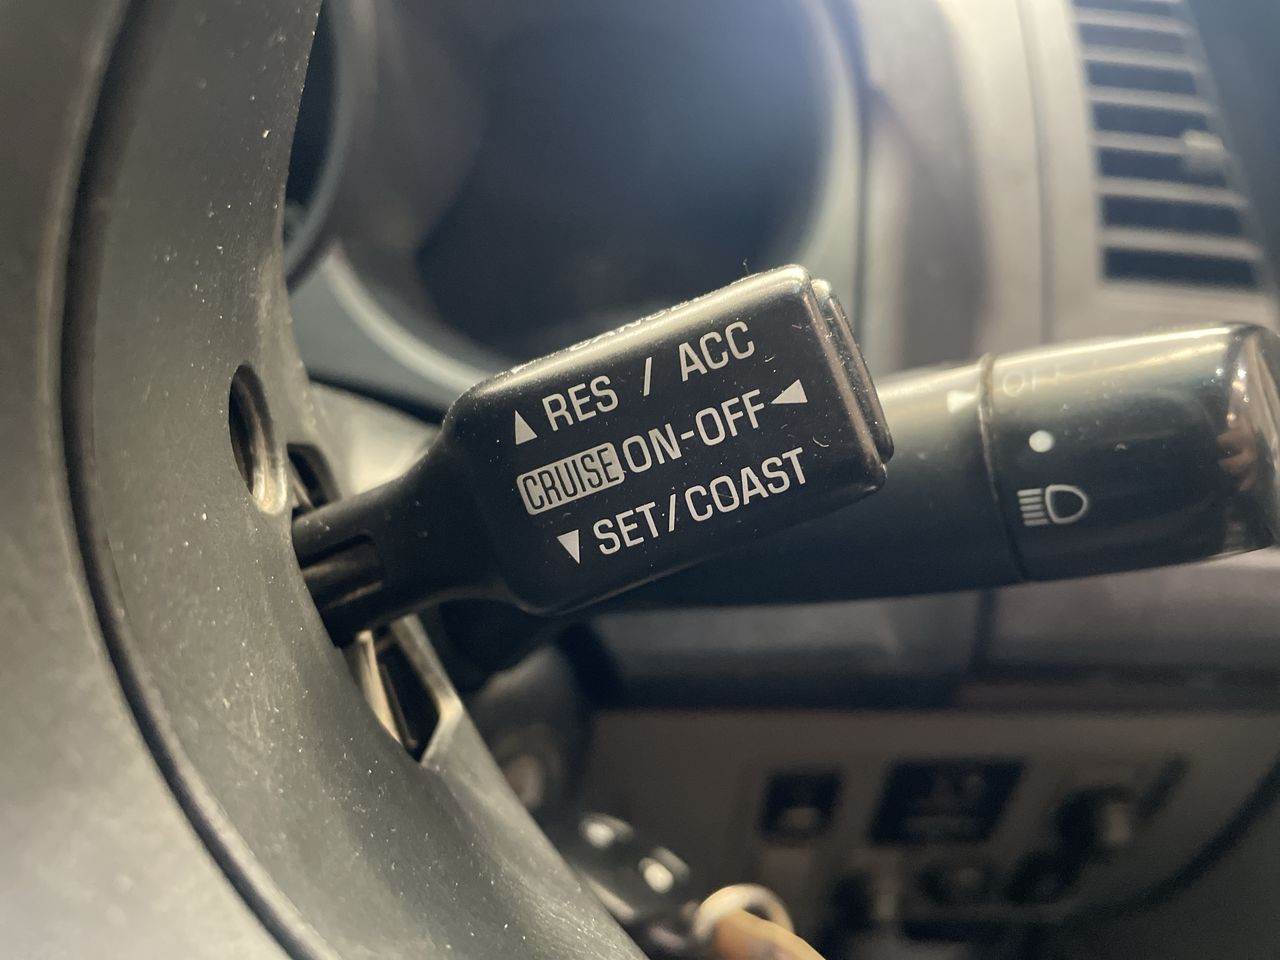 ▲ RES / ACC
CRUISE ON-OFF ◀
▼ SET/COAST